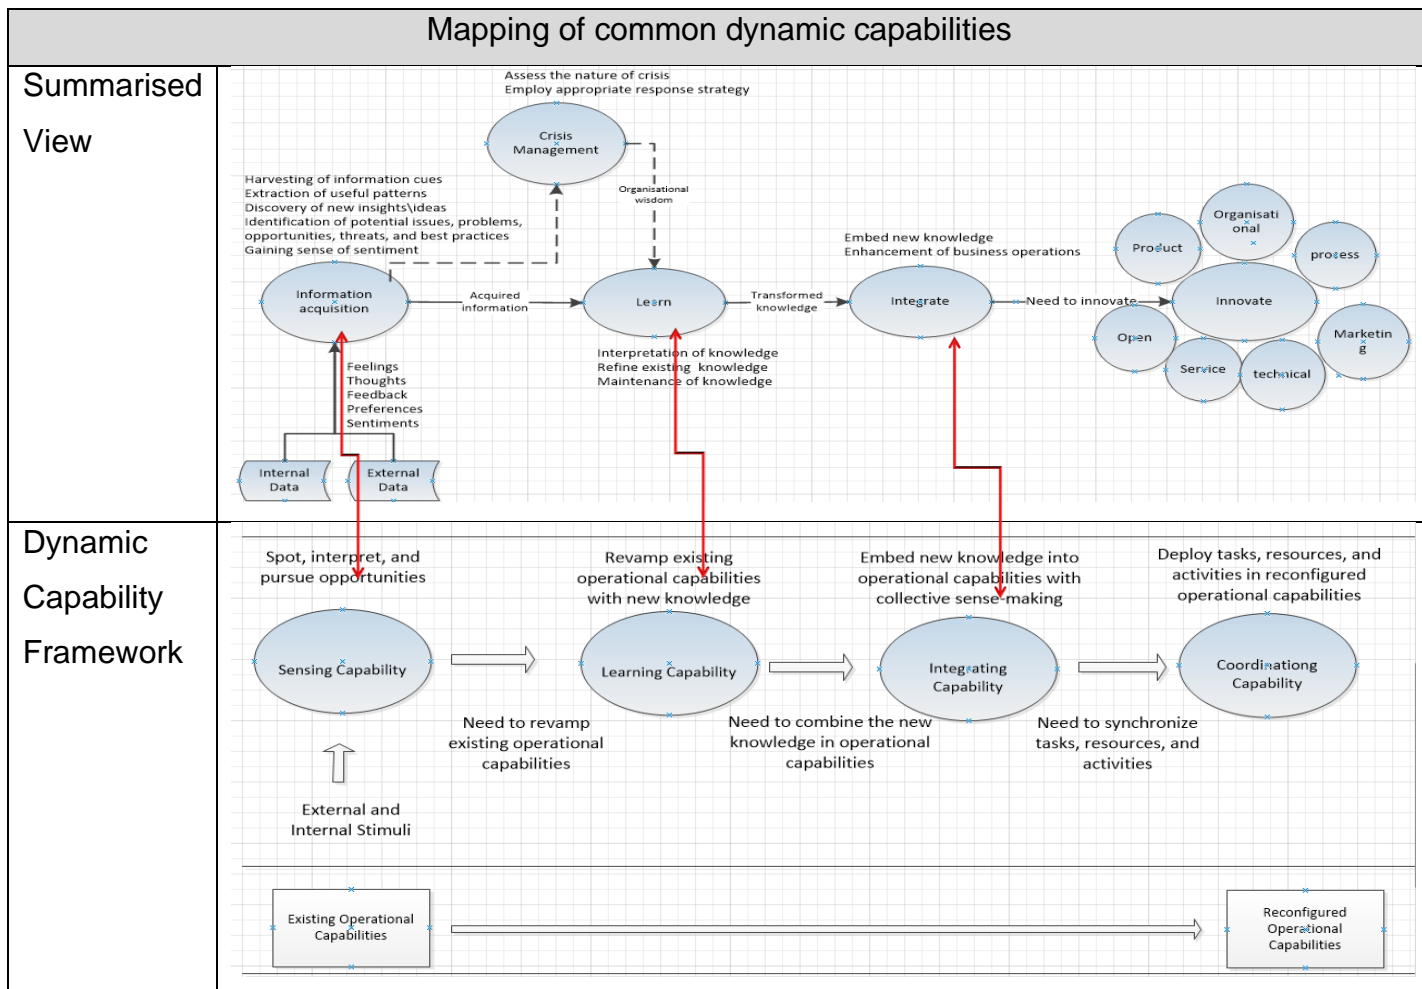 Mapping of common dynamic capabilities
Summarised
View
Assess the nature of crisis
Employ appropriate response strategy
Crisis
Management
Harvesting of information cues
Extraction of useful patterns
Discovery of new insights\ideas
Identification of potential issues, problems,
opportunities, threats, and best practices
Gaining sense of sentiment
Organisational
wisdom
Information
acquisition
Acquired
information
Learn
Transformed
knowledge
Embed new knowledge
Enhancement of business operations
Integrate
Need to innovate
Innovate
Product
Organisati
onal
process
Open
Service
technical
Marketin
g
Interpretation of knowledge
Refine existing knowledge
Maintenance of knowledge
Feelings
Thoughts
Feedback
Preferences
Sentiments
Internal
Data
External
Data
Dynamic
Capability
Framework
Spot, interpret, and
pursue opportunities
Revamp existing
operational capabilities
with new knowledge
Embed new knowledge into
operational capabilities with
collective sense-making
Deploy tasks, resources, and
activities in reconfigured
operational capabilities
Sensing Capability
Learning Capability
Integrating
Capability
Coordinationg
Capability
Need to revamp
existing operational
capabilities
Need to combine the new
knowledge in operational
capabilities
Need to synchronize
tasks, resources, and
activities
External and
Internal Stimuli
Existing Operational
Capabilities
Reconfigured
Operational
Capabilities